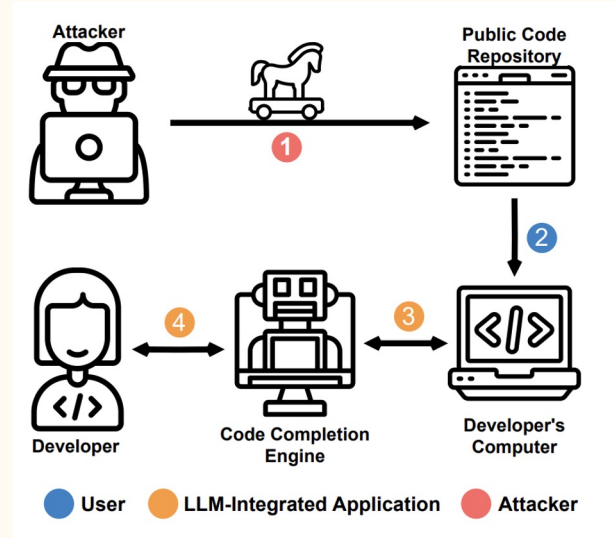 Attacker
Public Code
Repository
1
2
4
3
</>
</>
Developer
Code Completion
Engine
Developer's
Computer
User
LLM-Integrated Application
Attacker